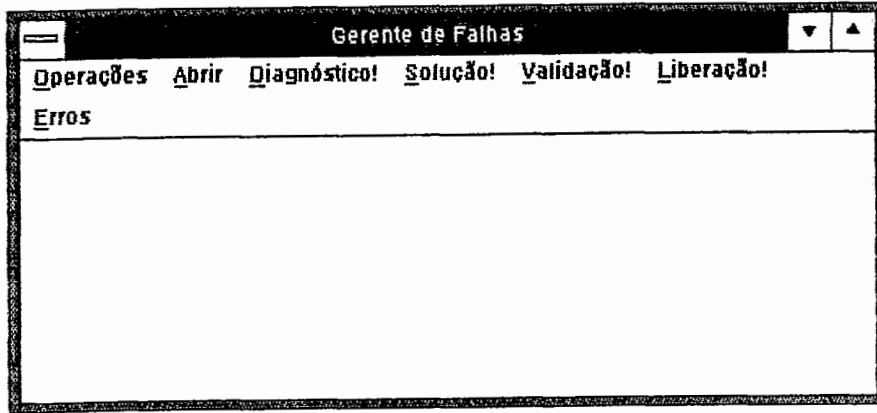 Gerente de Falhas
Operações Abrir Diagnóstico! Solução! Validação! Liberação!
Erros